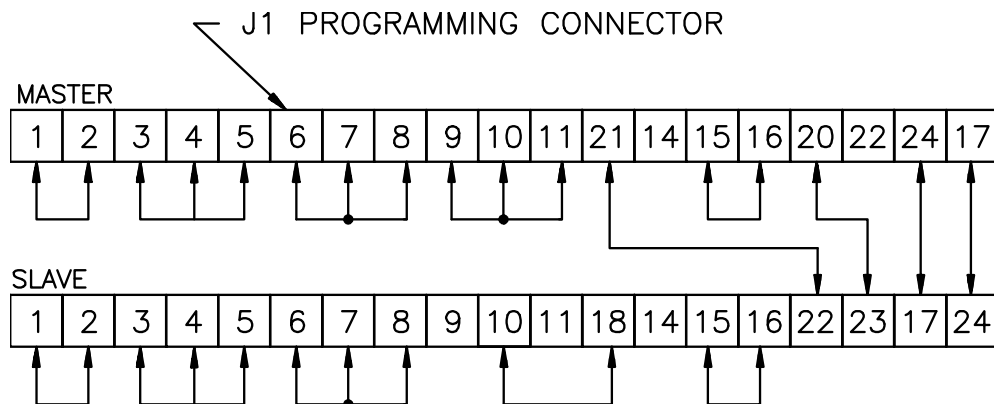 J1 PROGRAMMING CONNECTOR
MASTER
1 2 3 4 5 6 7 8 9 10 11 21 14 15 16 20 22 24 17
SLAVE
1 2 3 4 5 6 7 8 9 10 11 18 14 15 16 22 23 17 24